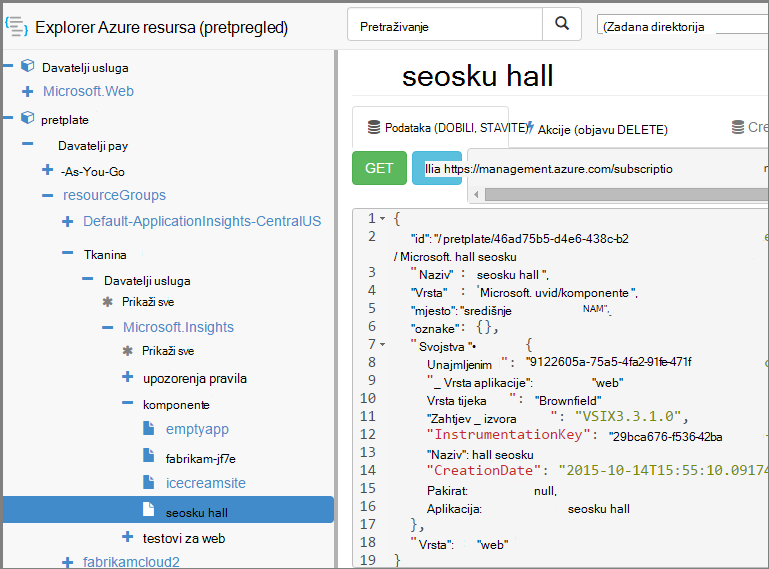 Explorer Azure resursa (pretpregled)
Pretraživanje
(Zadana direktorija
Davatelji usluga
Microsoft.Web
pretplate
Davatelji pay
-As-You-Go
resourceGroups
Default-ApplicationInsights-CentralUS
Tkanina
Davatelji usluga
Prikaži sve
Microsoft.Insights
Prikaži sve
upozorenja pravila
komponente
emptyapp
fabrikam-jf7e
icecreamsite
seosku hall
testovi za web
fabrikamcloud2
seosku hall
Podataka (DOBILI, STAVITE)
Akcije (objavu DELETE)
Cre
GET
llia https://management.azure.com/subscriptio
1 {
2 "id":"/ pretplate/46ad75b5-d4e6-438c-b2
/ Microsoft. hall seosku
3 "Naziv" : seosku hall ",
4 "Vrsta" : 'Microsoft. uvid/komponente ",
5 "mjesto":"središnje NAM",
6 "oznake": {},
7 "Svojstva "• {
8 Unajmljenim ": "9122605a-75a5-4fa2-91fe-471f
9 "_ Vrsta aplikacije": "web"
10 Vrsta tijeka ": "Brownfield"
11 "Zahtjev _ izvora ": "VSIX3.3.1.0",
12 "InstrumentationKey": "29bca676-f536-42ba
13 "Naziv": hall seosku
14 "CreationDate": "2015-10-14T15:55:10.09174
15 Pakirat: null,
16 Aplikacija: seosku hall
17 },
18 "Vrsta": "web"
19 }